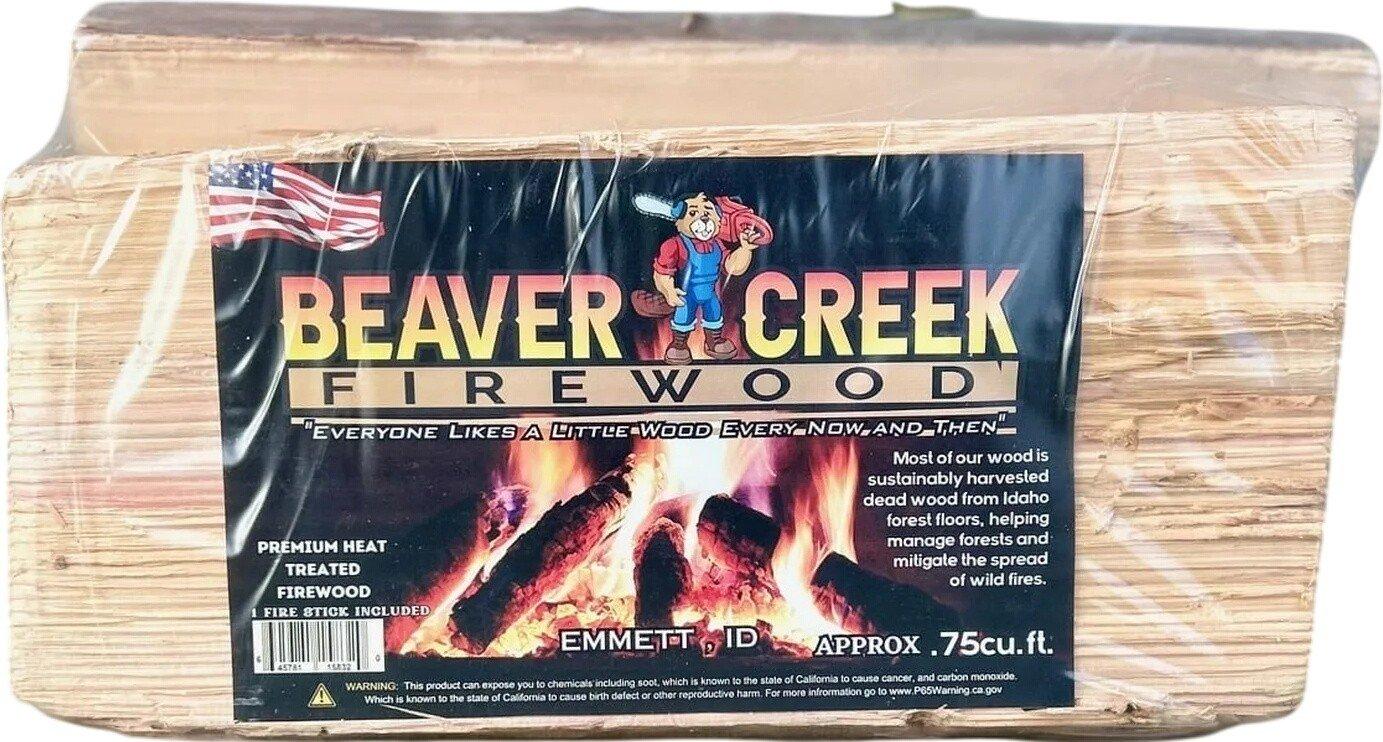 BEAVER CREEK
FIREWOOD
"EVERYONE LIKES A LITTLE WOOD EVERY NOW AND THEN"
Most of our wood is
sustainably harvested
dead wood from Idaho
forest floors, helping
manage forests and
mitigate the spread
of wild fires.
PREMIUM HEAT
TREATED
FIREWOOD
1 FIRE STICK INCLUDED
6 45781 15832 0
EMMETT, ID
APPROX .75cu.ft.
WARNING: This product can expose you to chemicals including soot, which is known to the state of California to cause cancer, and carbon monoxide.
Which is known to the state of California to cause birth defect or other reproductive harm. For more information go to www.P65Warning.ca.gov